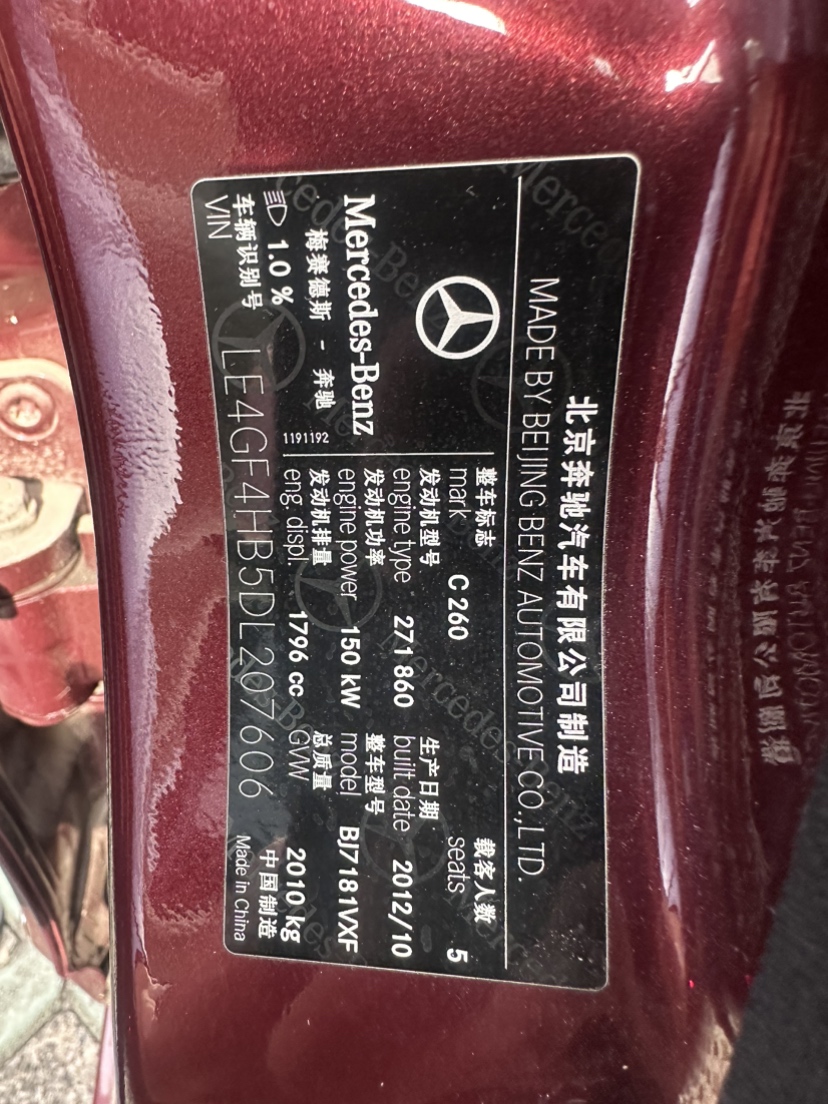 北京奔驰汽车有限公司制造
MADE BY BEIJING BENZ AUTOMOTIVE CO.,LTD.
Mercedes-Benz
梅赛德斯 - 奔驰
1.0 %
1191192
整车标志 mark C 260
载客人数 seats 5
发动机型号 engine type 271 860
生产日期 built date 2012/10
发动机功率 engine power 150 kW
整车型号 model BJ7181VXF
发动机排量 eng. displ. 1796 cc
总质量 GVW 2010 kg
车辆识别号 VIN LE4GF4HB5DL207606
中国制造
Made in China